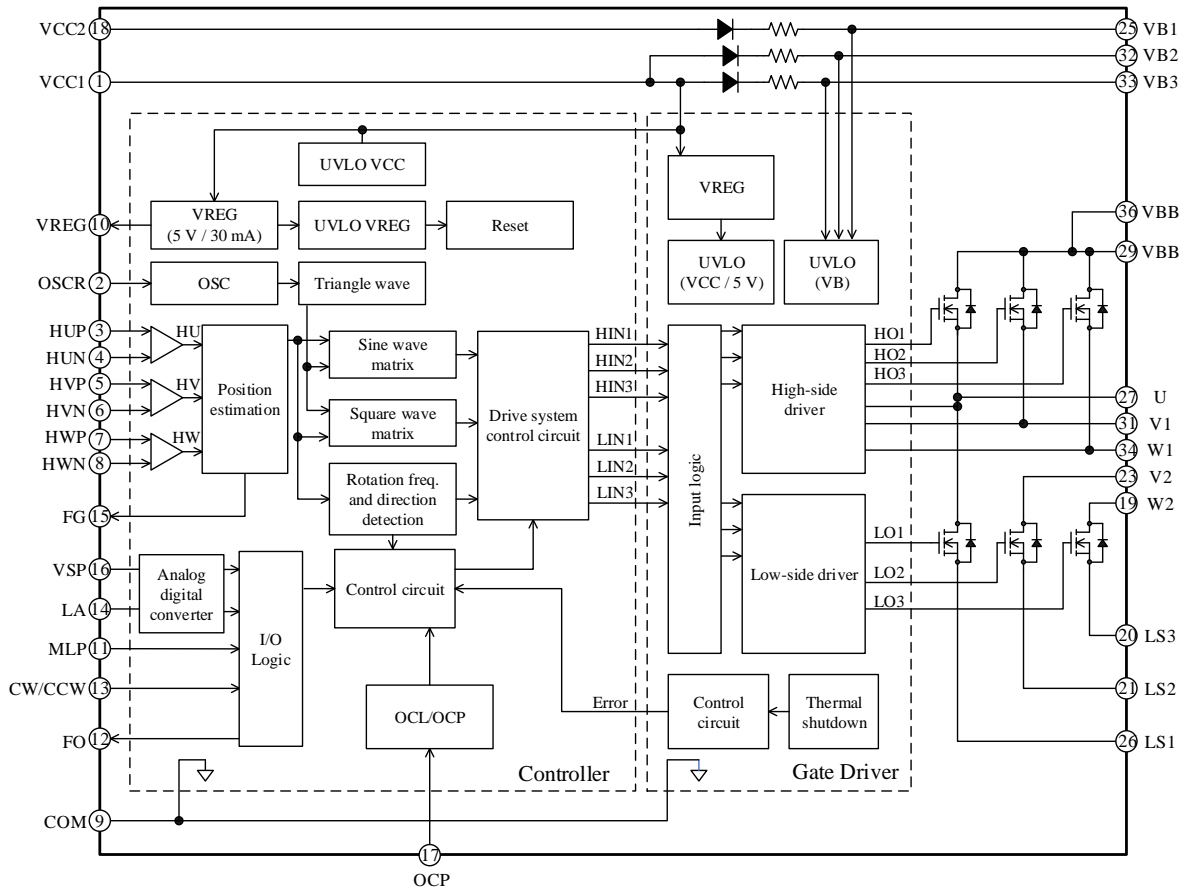 VCC2 18
25 VB1
32 VB2
VCC1 1
33 VB3
UVLO VCC
VREG
VREG 10
VREG
(5 V / 30 mA)
UVLO VREG
Reset
36 VBB
29 VBB
UVLO
(VCC / 5 V)
UVLO
(VB)
OSCR 2
OSC
Triangle wave
HUP 3
HUN 4
HVP 5
HVN 6
HWP 7
HWN 8
HU
HV
HW
Position
estimation
Sine wave
matrix
Square wave
matrix
Rotation freq.
and direction
detection
Drive system
control circuit
HIN1
HIN2
HIN3
LIN1
LIN2
LIN3
Input logic
High-side
driver
HO1
HO2
HO3
27 U
31 V1
34 W1
23 V2
19 W2
Low-side driver
LO1
LO2
LO3
FG 15
VSP 16
LA 14
MLP 11
CW/CCW 13
FO 12
Analog
digital
converter
I/O
Logic
Control circuit
OCL/OCP
Error
Control
circuit
Thermal
shutdown
20 LS3
21 LS2
26 LS1
Controller
Gate Driver
COM 9
17
OCP